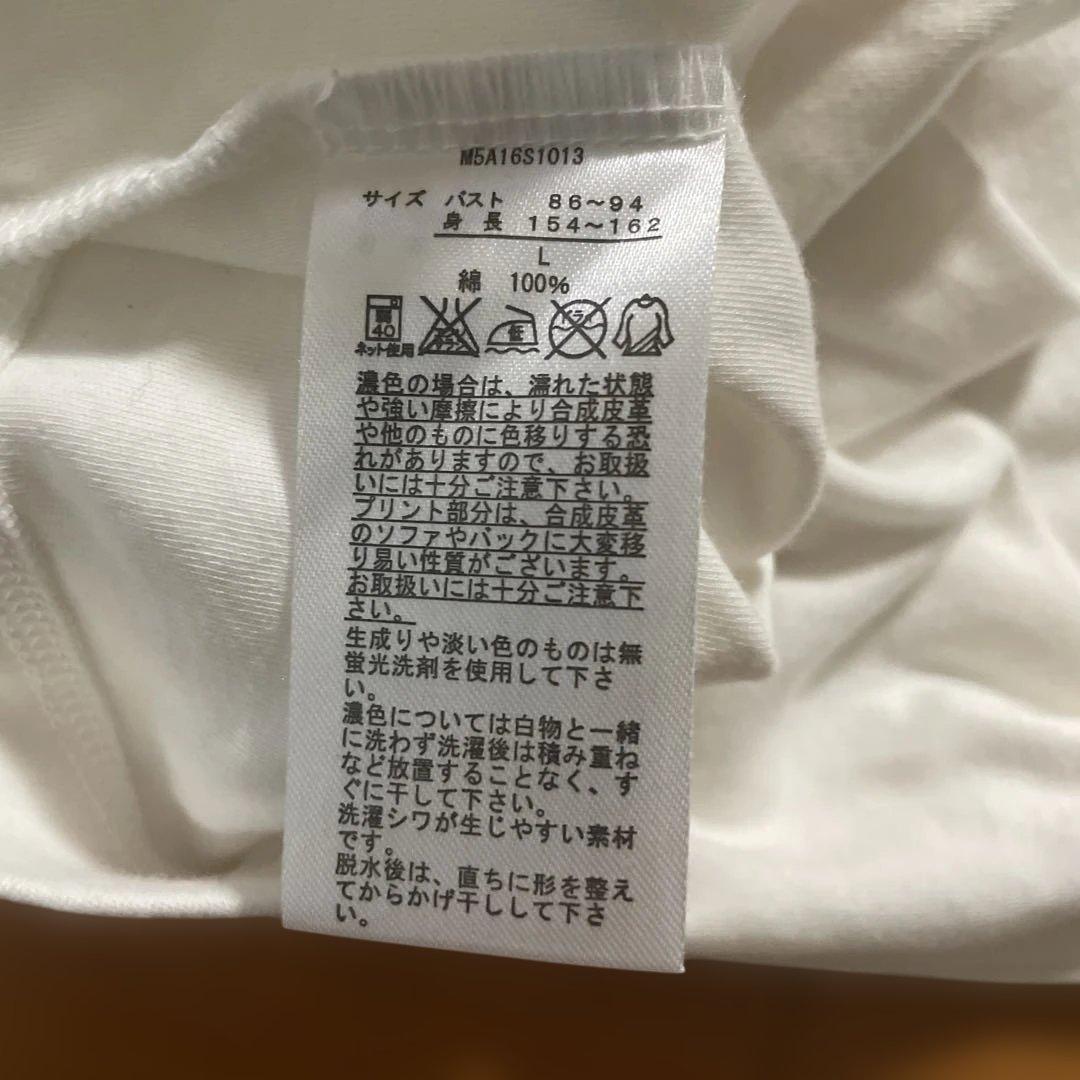 M5A16S1013
サイズ バスト 86〜94
身長 154〜162
L
綿 100%
弱
40
ネット使用
エンソ
サラシ
低
ドライ
濃色の場合は、濡れた状態
や強い摩擦により合成皮革
や他のものに色移りする恐
れがありますので、お取扱
いには十分ご注意下さい。
プリント部分は、合成皮革
のソファやバックに大変移
り易い性質がございます。
お取扱いには十分ご注意下
さい。
生成りや淡い色のものは無
蛍光洗剤を使用して下さ
い。
濃色については白物と一緒
に洗わず洗濯後は積み重ね
など放置することなく、す
ぐに干して下さい。
洗濯シワが生じやすい素材
です。
脱水後は、直ちに形を整え
てからかげ干しして下さ
い。